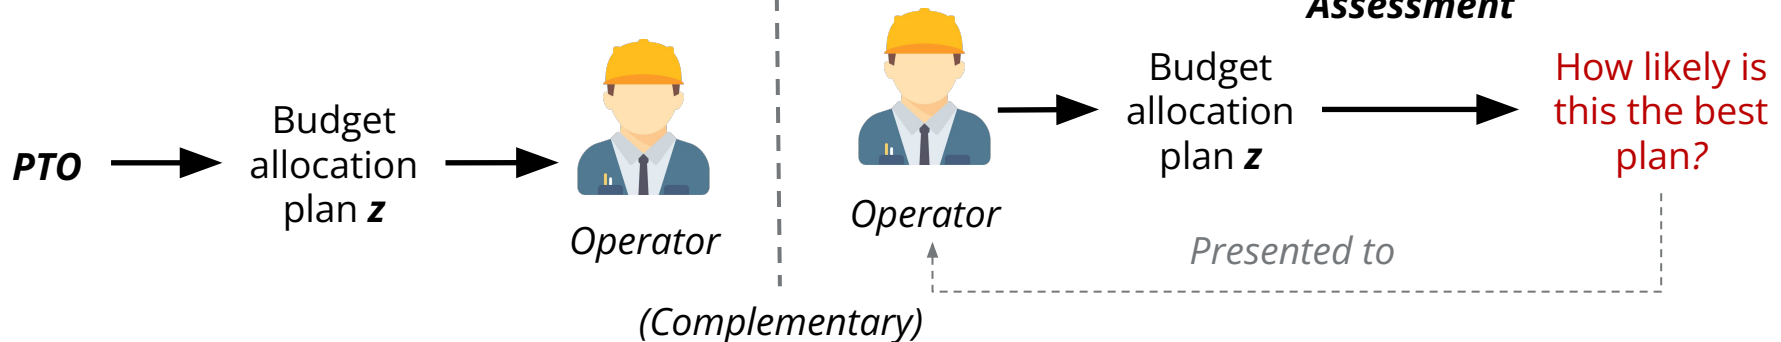 Assessment
PTO
Budget
allocation
plan z
Operator
Operator
Budget
allocation
plan z
How likely is
this the best
plan?
Presented to
(Complementary)